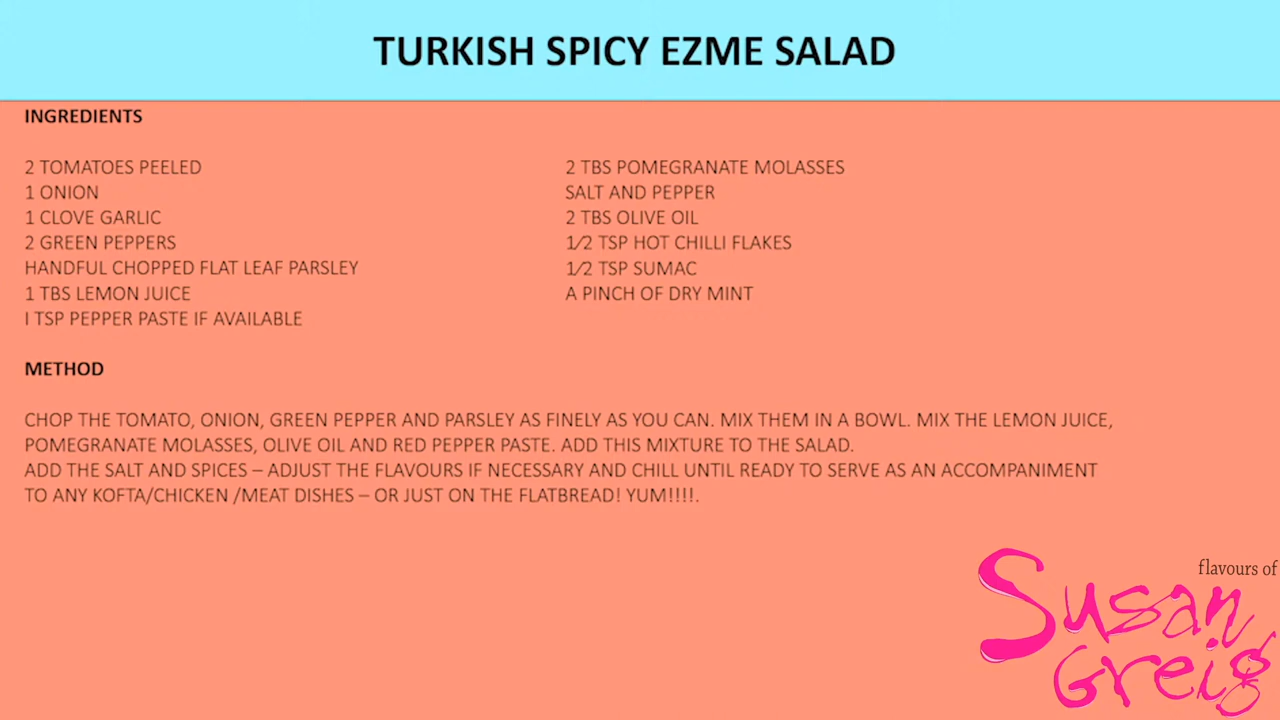 TURKISH SPICY EZME SALAD
INGREDIENTS
2 TOMATOES PEELED
1 ONION
1 CLOVE GARLIC
2 GREEN PEPPERS
HANDFUL CHOPPED FLAT LEAF PARSLEY
1 TBS LEMON JUICE
I TSP PEPPER PASTE IF AVAILABLE
2 TBS POMEGRANATE MOLASSES
SALT AND PEPPER
2 TBS OLIVE OIL
1/2 TSP HOT CHILLI FLAKES
1/2 TSP SUMAC
A PINCH OF DRY MINT
METHOD
CHOP THE TOMATO, ONION, GREEN PEPPER AND PARSLEY AS FINELY AS YOU CAN. MIX THEM IN A BOWL. MIX THE LEMON JUICE,
POMEGRANATE MOLASSES, OLIVE OIL AND RED PEPPER PASTE. ADD THIS MIXTURE TO THE SALAD.
ADD THE SALT AND SPICES – ADJUST THE FLAVOURS IF NECESSARY AND CHILL UNTIL READY TO SERVE AS AN ACCOMPANIMENT
TO ANY KOFTA/CHICKEN /MEAT DISHES – OR JUST ON THE FLATBREAD! YUM!!!!.
flavours of
Susan
Greig